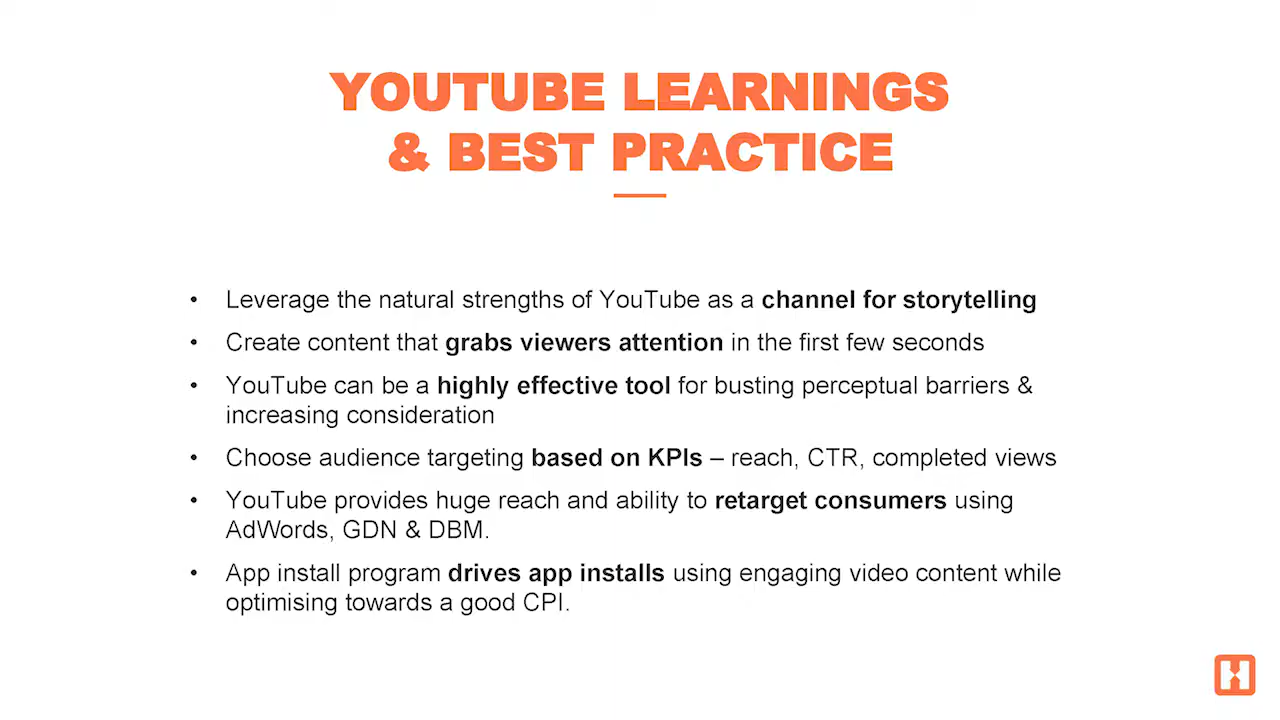 YOUTUBE LEARNINGS
& BEST PRACTICE
• Leverage the natural strengths of YouTube as a channel for storytelling
• Create content that grabs viewers attention in the first few seconds
• YouTube can be a highly effective tool for busting perceptual barriers &
increasing consideration
• Choose audience targeting based on KPIs – reach, CTR, completed views
• YouTube provides huge reach and ability to retarget consumers using
AdWords, GDN & DBM.
• App install program drives app installs using engaging video content while
optimising towards a good CPI.
H